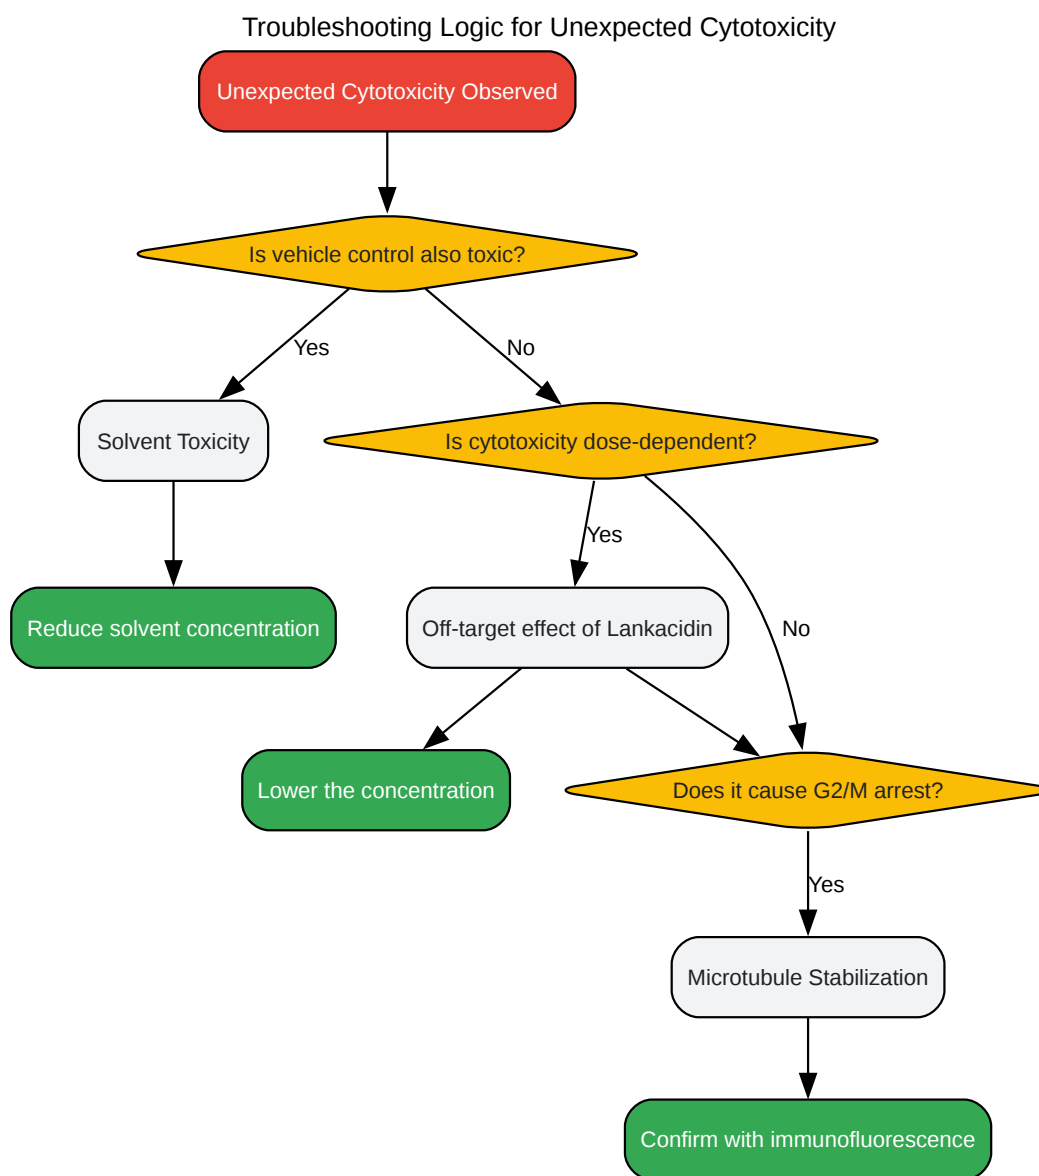 Troubleshooting Logic for Unexpected Cytotoxicity
Unexpected Cytotoxicity Observed
Is vehicle control also toxic?
Yes
No
Solvent Toxicity
Is cytotoxicity dose-dependent?
Yes
Reduce solvent concentration
Off-target effect of Lankacidin
No
Lower the concentration
Does it cause G2/M arrest?
Yes
Microtubule Stabilization
Confirm with immunofluorescence